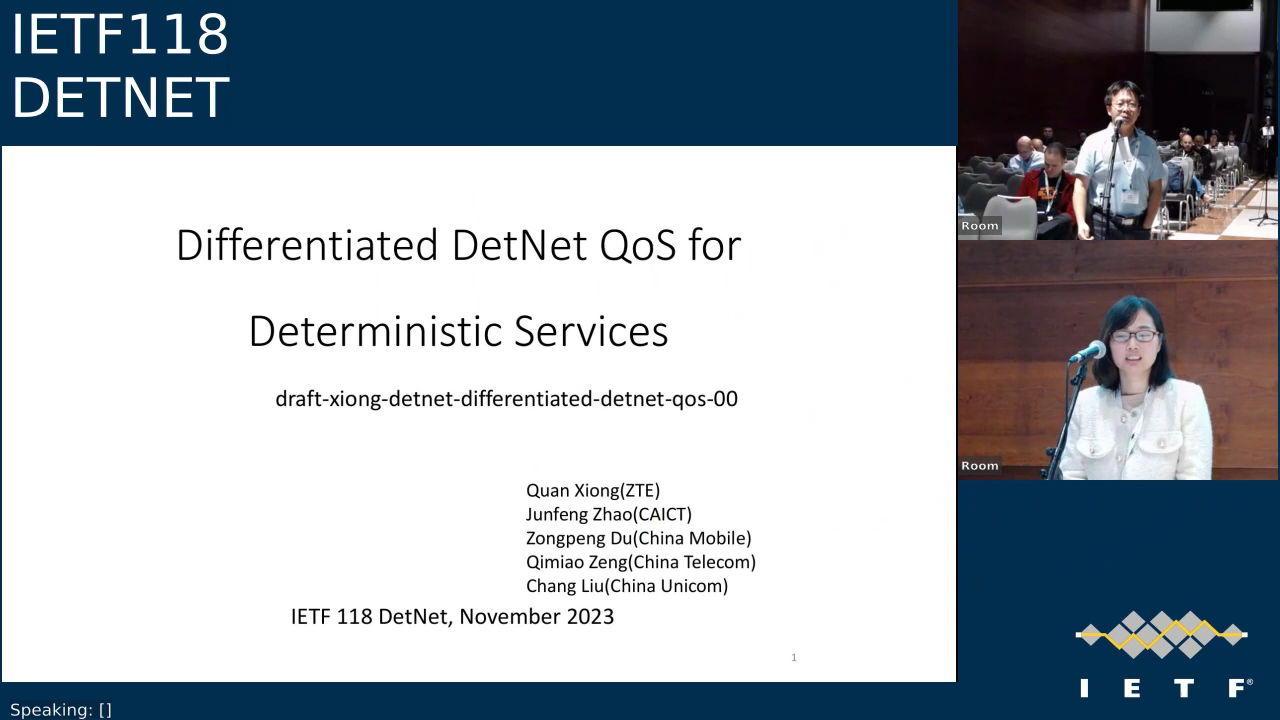 IETF118
DETNET
Differentiated DetNet QoS for
Deterministic Services
draft-xiong-detnet-differentiated-detnet-qos-00
Quan Xiong(ZTE)
Junfeng Zhao(CAICT)
Zongpeng Du(China Mobile)
Qimiao Zeng(China Telecom)
Chang Liu(China Unicom)
IETF 118 DetNet, November 2023
1
Room
Room
I E T F®
Speaking: []